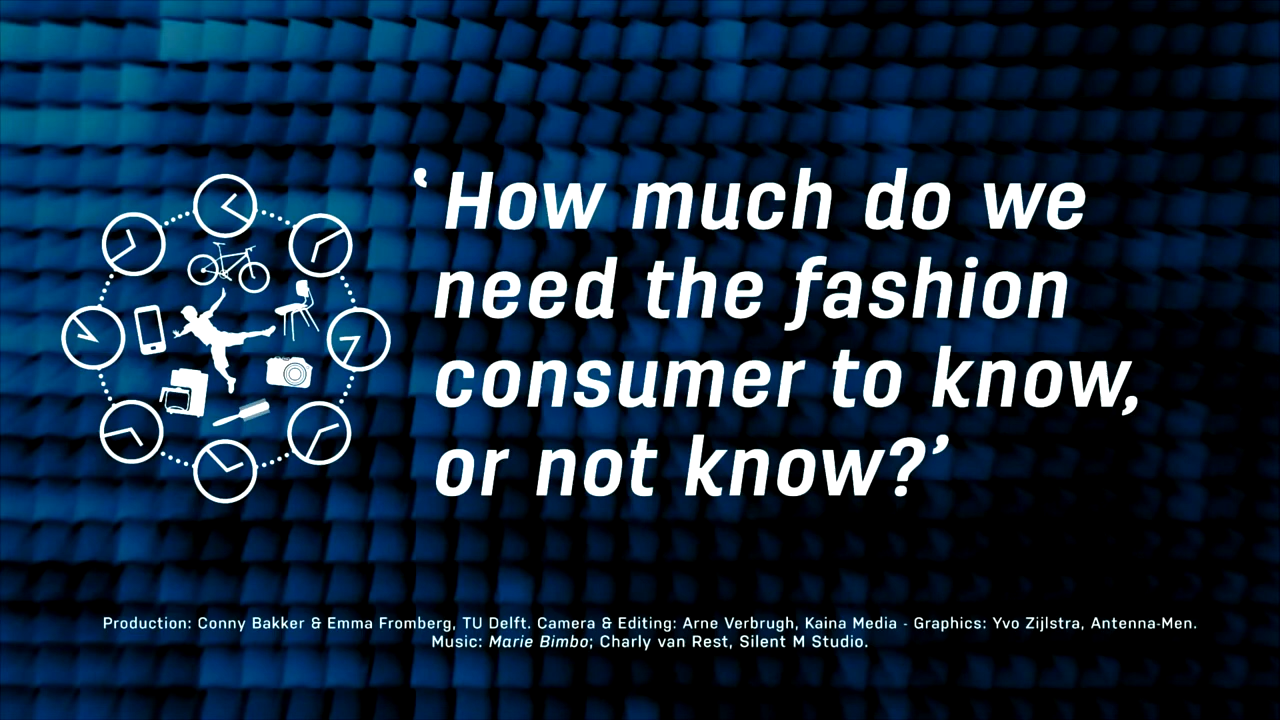 ‘How much do we
need the fashion
consumer to know,
or not know?’
Production: Conny Bakker & Emma Fromberg, TU Delft. Camera & Editing: Arne Verbrugh, Kaina Media - Graphics: Yvo Zijlstra, Antenna-Men.
Music: Marie Bimbo; Charly van Rest, Silent M Studio.